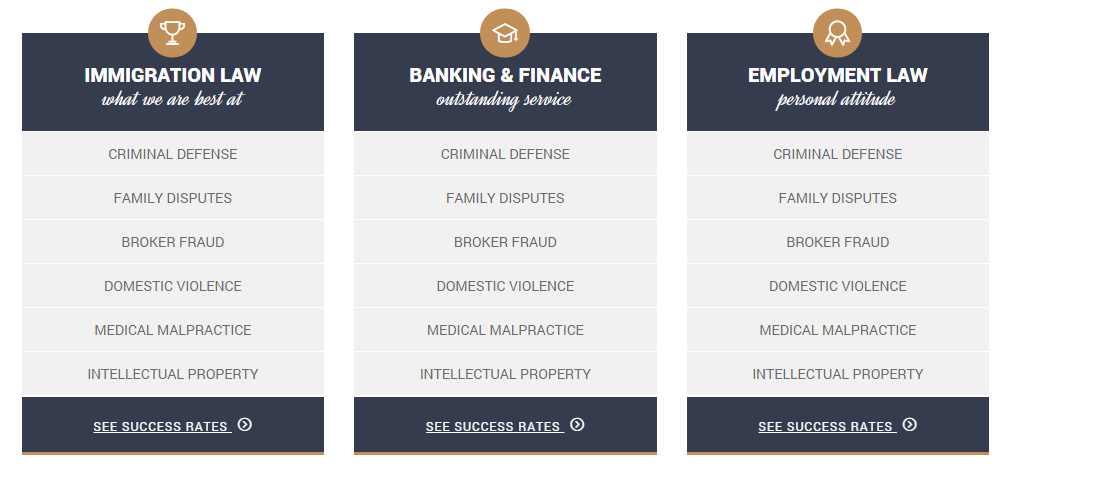 IMMIGRATION LAW
what we are best at
CRIMINAL DEFENSE
FAMILY DISPUTES
BROKER FRAUD
DOMESTIC VIOLENCE
MEDICAL MALPRACTICE
INTELLECTUAL PROPERTY
SEE SUCCESS RATES
BANKING & FINANCE
outstanding service
CRIMINAL DEFENSE
FAMILY DISPUTES
BROKER FRAUD
DOMESTIC VIOLENCE
MEDICAL MALPRACTICE
INTELLECTUAL PROPERTY
SEE SUCCESS RATES
EMPLOYMENT LAW
personal attitude
CRIMINAL DEFENSE
FAMILY DISPUTES
BROKER FRAUD
DOMESTIC VIOLENCE
MEDICAL MALPRACTICE
INTELLECTUAL PROPERTY
SEE SUCCESS RATES